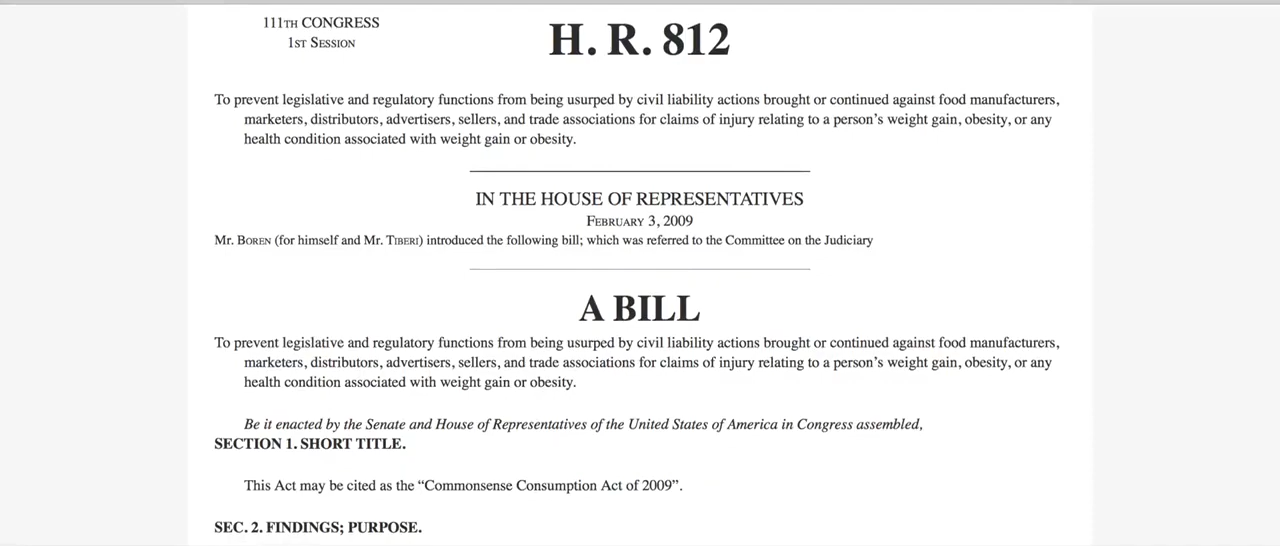 111TH CONGRESS
1ST SESSION
H. R. 812
To prevent legislative and regulatory functions from being usurped by civil liability actions brought or continued against food manufacturers,
marketers, distributors, advertisers, sellers, and trade associations for claims of injury relating to a person’s weight gain, obesity, or any
health condition associated with weight gain or obesity.
IN THE HOUSE OF REPRESENTATIVES
FEBRUARY 3, 2009
Mr. BOREN (for himself and Mr. TIBERI) introduced the following bill; which was referred to the Committee on the Judiciary
A BILL
To prevent legislative and regulatory functions from being usurped by civil liability actions brought or continued against food manufacturers,
marketers, distributors, advertisers, sellers, and trade associations for claims of injury relating to a person’s weight gain, obesity, or any
health condition associated with weight gain or obesity.
Be it enacted by the Senate and House of Representatives of the United States of America in Congress assembled,
SECTION 1. SHORT TITLE.
This Act may be cited as the “Commonsense Consumption Act of 2009”.
SEC. 2. FINDINGS; PURPOSE.